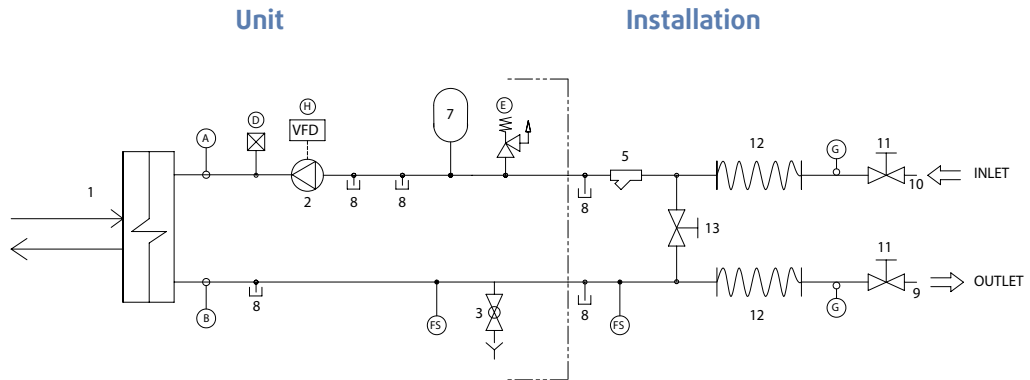 Unit
Installation
H
E
D
VFD
7
A
5
12
G
11
1
2
8
8
8
10
INLET
13
11
B
8
FS
3
8
FS
12
G
9
OUTLET